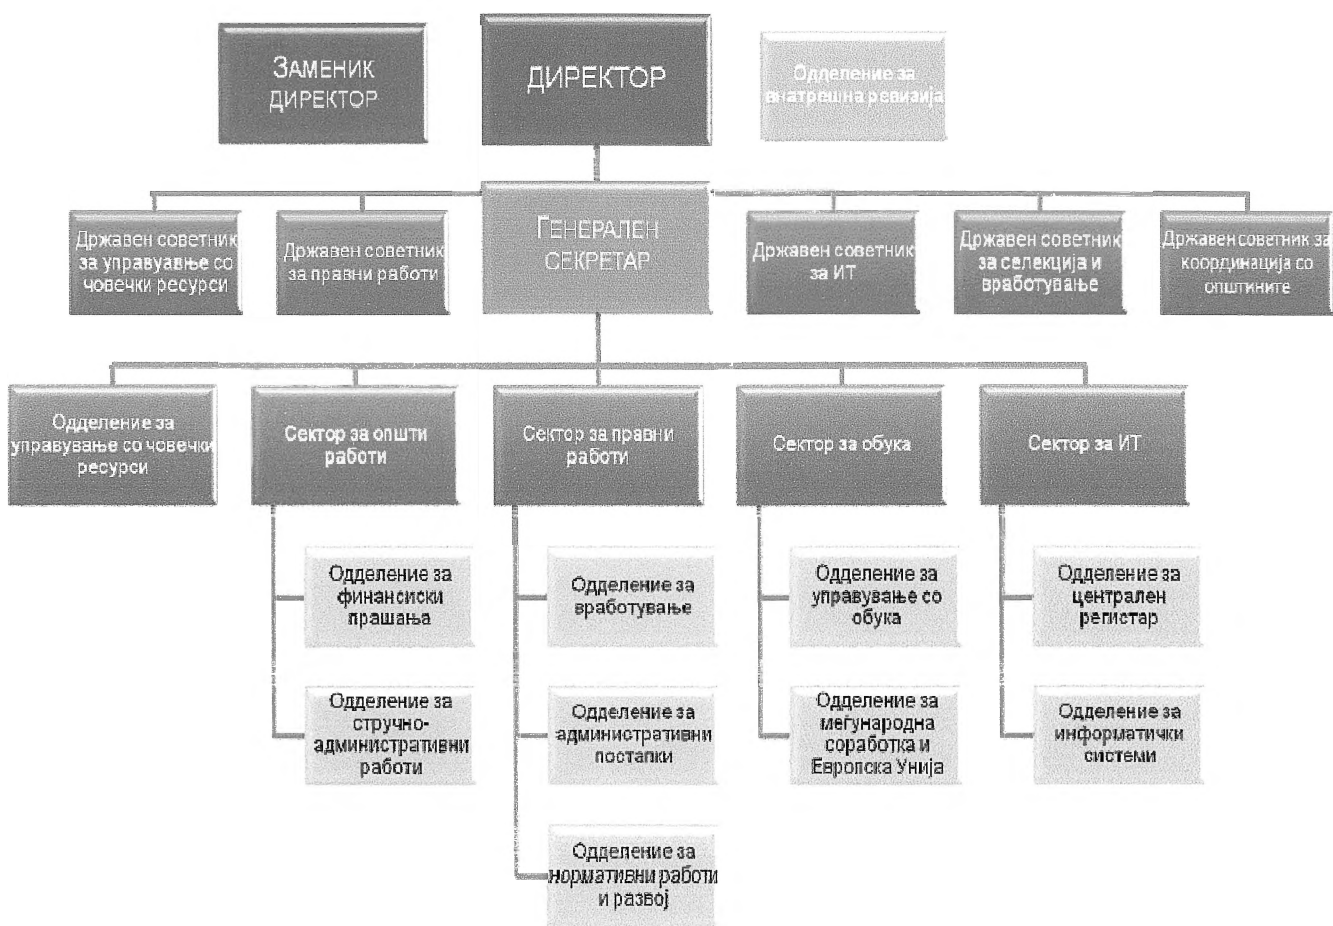 ЗАМЕНИК
ДИРЕКТОР
ДИРЕКТОР
Одделение за
внатрешна ревизија
Државен советник
за управуавње со
човечки ресурси
Државен советник
за правни работи
ГЕНЕРАЛЕН
СЕКРЕТАР
Државен советник
за ИТ
Државен советник
за селекција и
вработување
Државен советник за
координација со
општините
Одделение за
управување со човечки
ресурси
Сектор за општи
работи
Сектор за правни
работи
Сектор за обука
Сектор за ИТ
Одделение за
финансиски
прашања
Одделение за
вработување
Одделение за
управување со
обука
Одделение за
централен
регистар
Одделение за
стручно-
административни
работи
Одделение за
административни
постапки
Одделение за
меѓународна
соработка и
Европска Унија
Одделение за
информатички
системи
Одделение за
нормативни работи
и развој